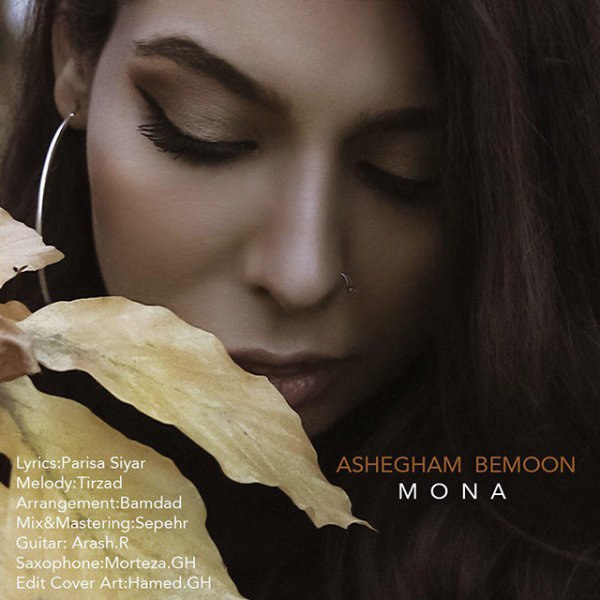 ASHEGHAM BEMOON
MONA
Lyrics:Parisa Siyar
Melody:Tirzad
Arrangement:Bamdad
Mix&Mastering:Sepehr
Guitar: Arash.R
Saxophone:Morteza.GH
Edit Cover Art:Hamed.GH